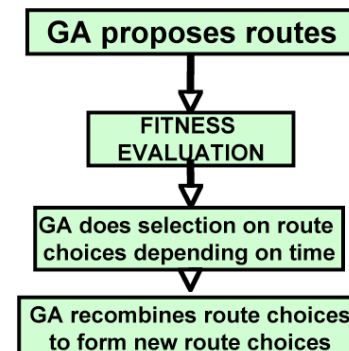 GA proposes routes
FITNESS
EVALUATION
GA does selection on route
choices depending on time
GA recombines route choices
to form new route choices